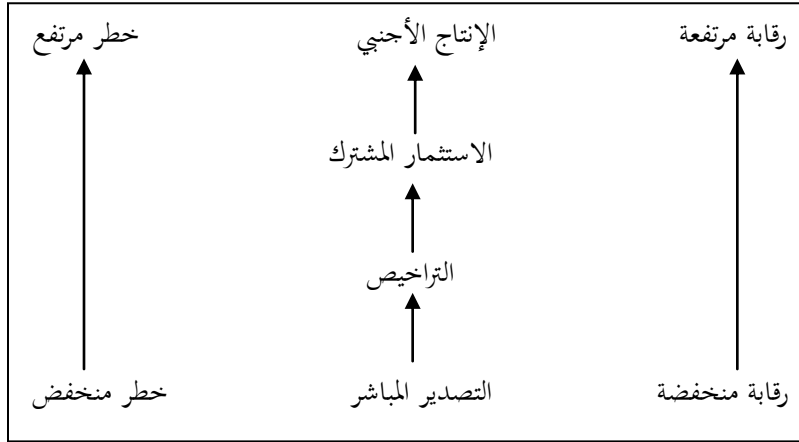 رقابة مرتفعة الإنتاج الأجنبي خطر مرتفع
الاستثمار المشترك
التراخيص
رقابة منخفضة التصدير المباشر خطر منخفض